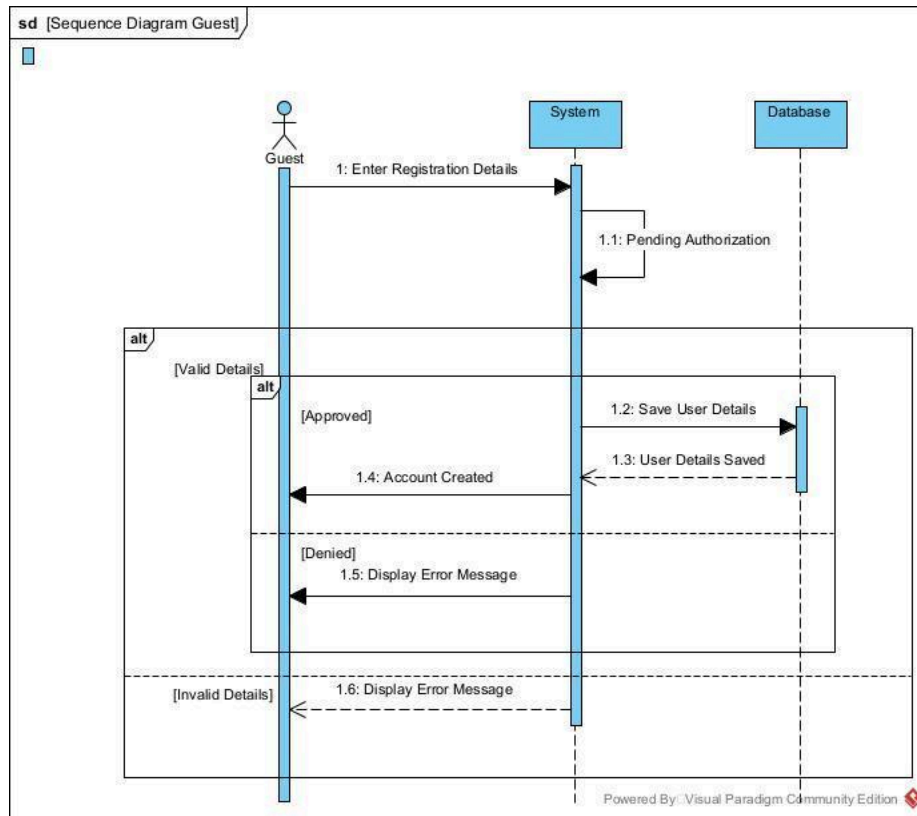 sd [Sequence Diagram Guest]
System
Database
Guest
1: Enter Registration Details
1.1: Pending Authorization
alt
[Valid Details]
alt
[Approved]
1.2: Save User Details
1.3: User Details Saved
1.4: Account Created
[Denied]
1.5: Display Error Message
[Invalid Details]
1.6: Display Error Message
Powered By Visual Paradigm Community Edition